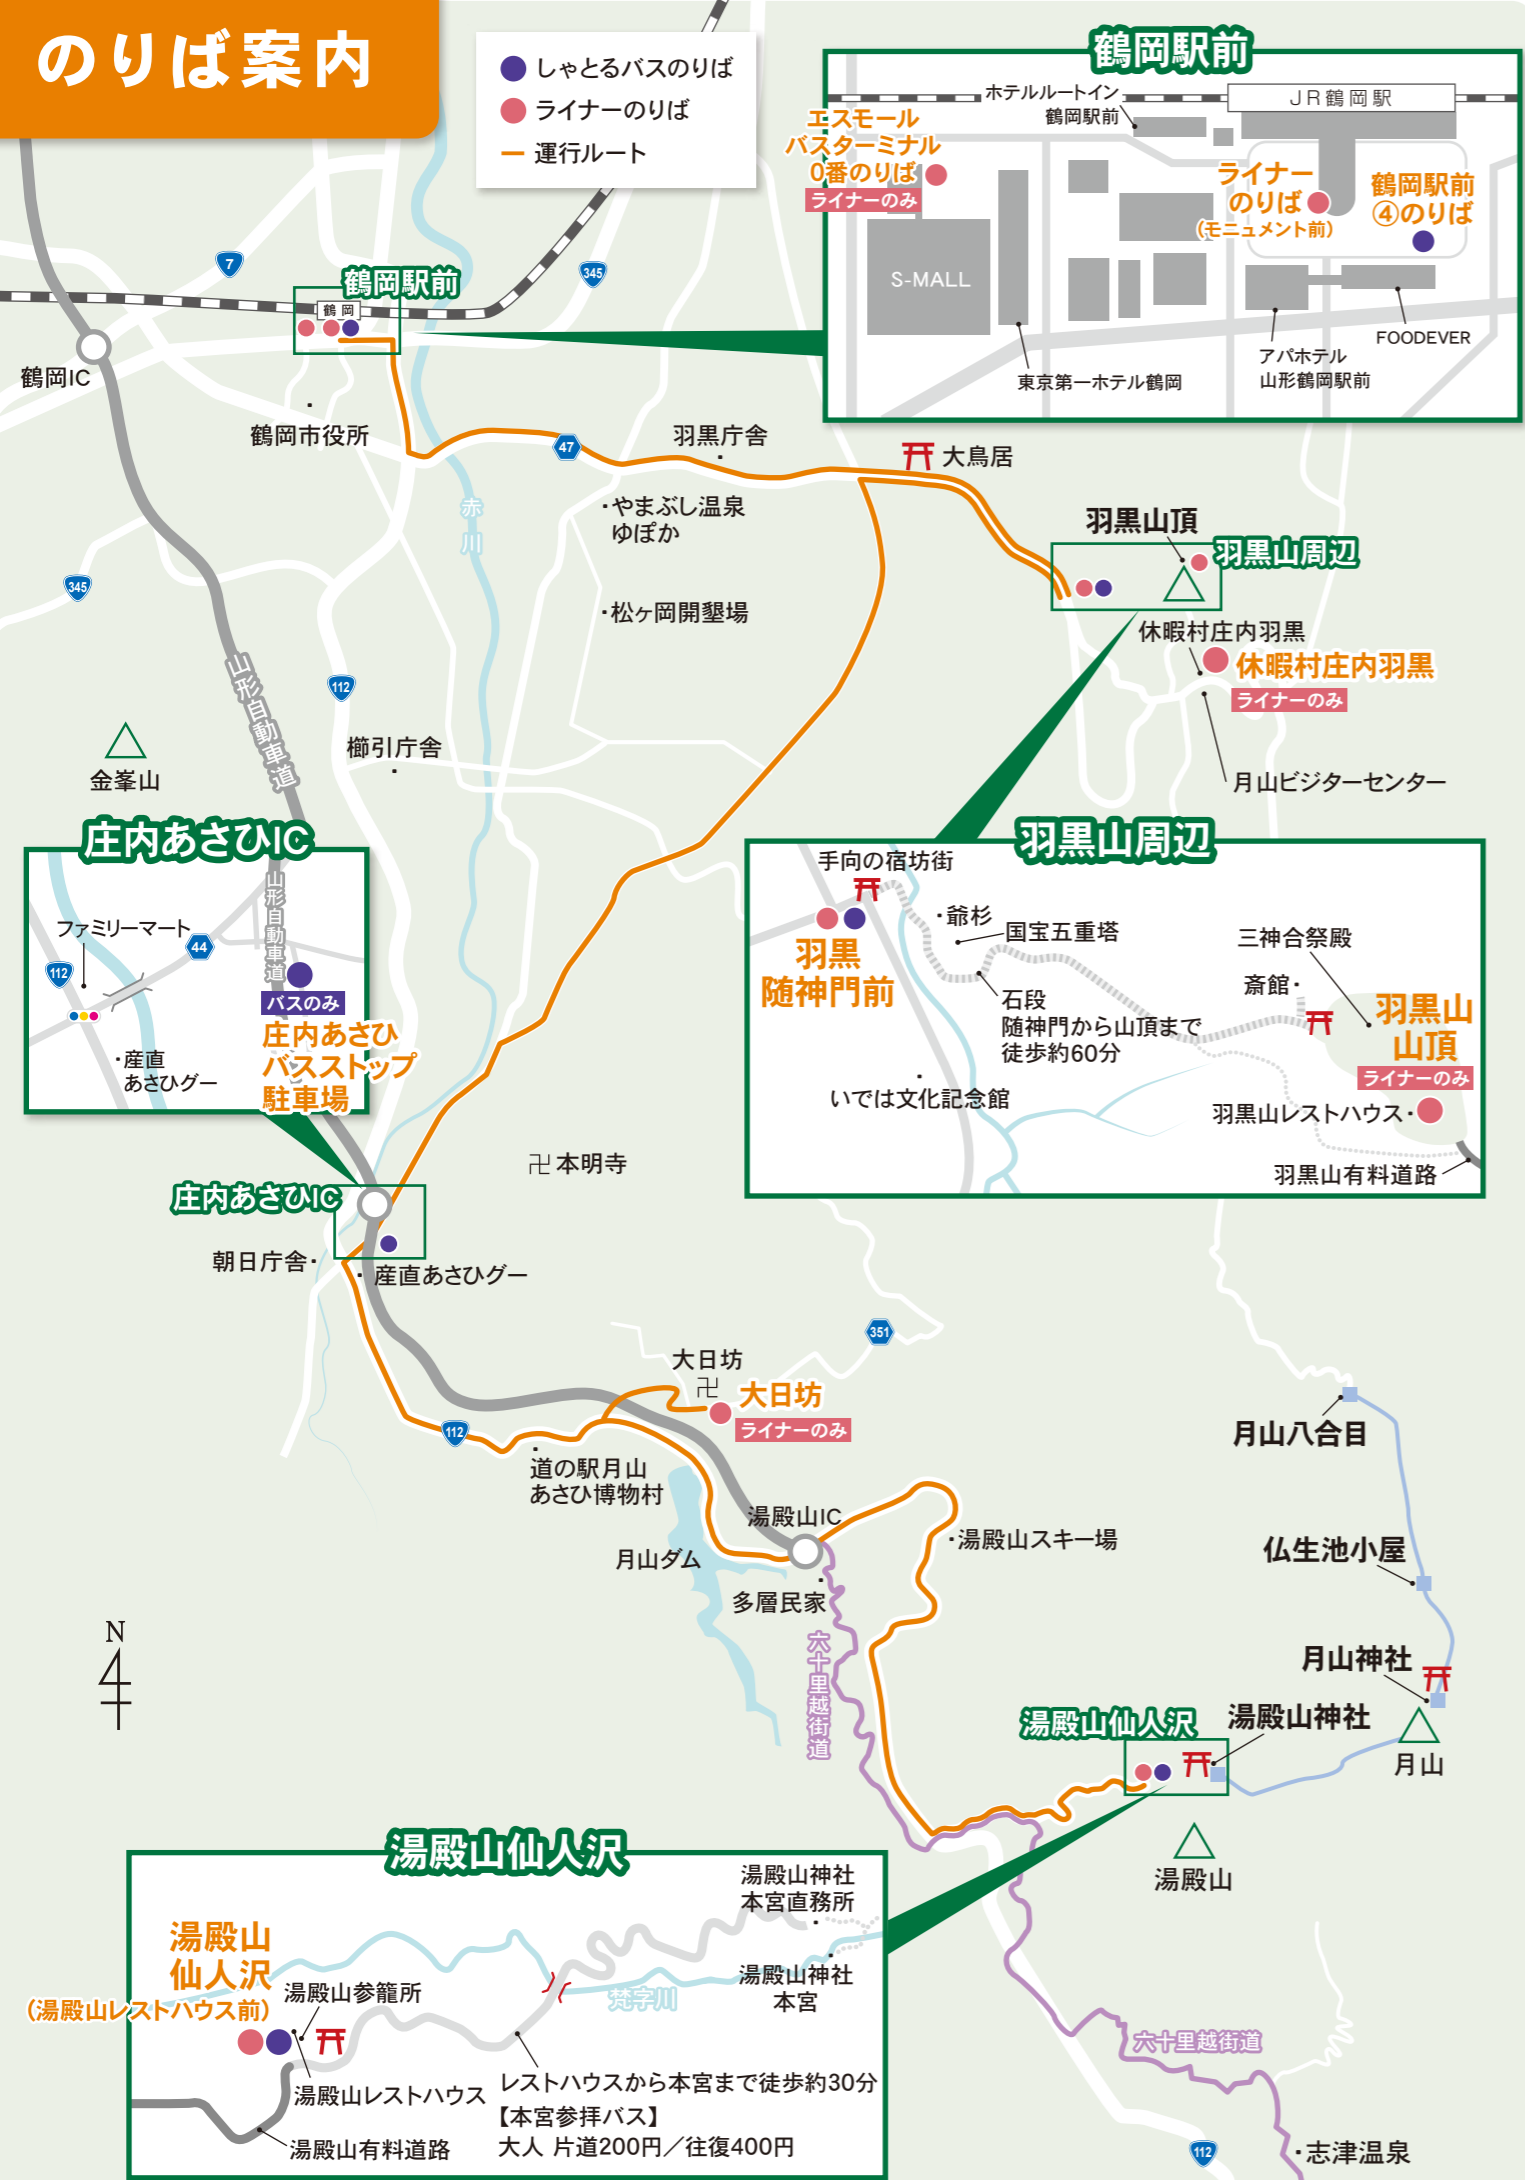 のりば案内
しゃとるバスのりば
ライナーのりば
運行ルート
鶴岡駅前
ホテルルートイン
鶴岡駅前
JR鶴岡駅
エスモール
バスターミナル
0番のりば
ライナーのみ
ライナー
のりば
(モニュメント前)
鶴岡駅前
④のりば
S-MALL
東京第一ホテル鶴岡
アパホテル
山形鶴岡駅前
FOODEVER
7
345
鶴岡駅前
鶴岡
鶴岡IC
・
鶴岡市役所
47
羽黒庁舎
・
大鳥居
・やまぶし温泉
ゆぽか
赤川
羽黒山頂
羽黒山周辺
345
・松ヶ岡開墾場
休暇村庄内羽黒
休暇村庄内羽黒
ライナーのみ
月山ビジターセンター
山形自動車道
112
櫛引庁舎
・
金峯山
庄内あさひIC
山形自動車道
ファミリーマート
44
112
バスのみ
庄内あさひ
バスストップ
駐車場
・産直
あさひグー
羽黒山周辺
手向の宿坊街
羽黒
随神門前
・爺杉
国宝五重塔
石段
随神門から山頂まで
徒歩約60分
三神合祭殿
斎館・
羽黒山
山頂
ライナーのみ
・
いでは文化記念館
羽黒山レストハウス・
羽黒山有料道路
卍本明寺
庄内あさひIC
朝日庁舎・
・産直あさひグー
351
大日坊
卍
大日坊
ライナーのみ
112
・
道の駅月山
あさひ博物村
月山八合目
湯殿山IC
・湯殿山スキー場
月山ダム
・
多層民家
仏生池小屋
N
六十里越街道
月山神社
湯殿山仙人沢
湯殿山神社
月山
湯殿山
湯殿山仙人沢
湯殿山神社
本宮直務所
・
湯殿山
仙人沢
(湯殿山レストハウス前)
湯殿山参籠所
梵字川
湯殿山神社
本宮
湯殿山レストハウス
レストハウスから本宮まで徒歩約30分
【本宮参拝バス】
大人 片道200円／往復400円
湯殿山有料道路
六十里越街道
112
・志津温泉